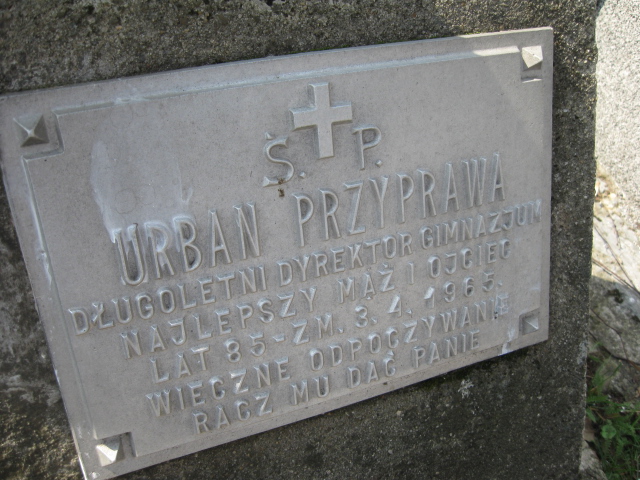 Ś. P.
URBAN PRZYPRAWA
DŁUGOLETNI DYREKTOR GIMNAZJUM
NAJLEPSZY MĄŻ I OJCIEC
LAT 85 - ZM. 3. 4. 1965.
WIECZNE ODPOCZYWANIE
RACZ MU DAĆ PANIE